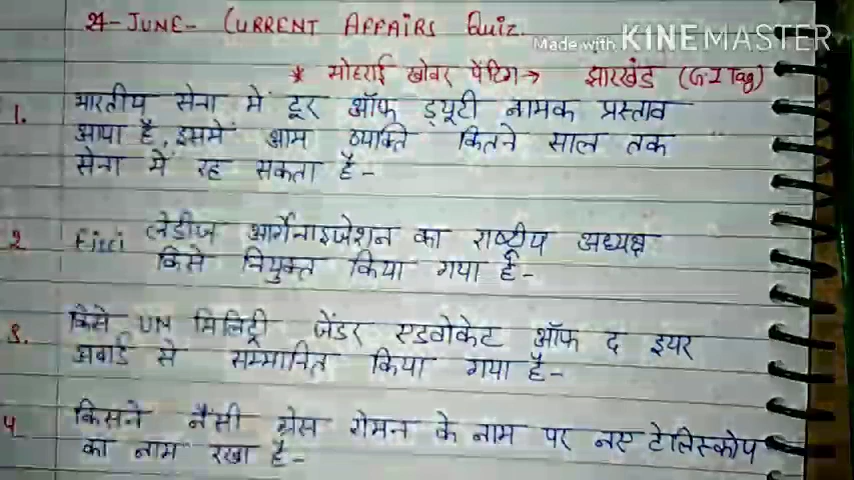 24-JUNE- CURRENT AFFAIRS Quiz.
Made with KINEMASTER
* सोहराई खोवर पेंटिंग→ झारखंड (G-I Tag)
1. भारतीय सेना में टूर ऑफ ड्यूटी नामक प्रस्ताव
आया है, इसमें आम व्यक्ति कितने साल तक
सेना में रह सकता है-
2 Ficci लेडीज आर्गेनाइजेशन का राष्ट्रीय अध्यक्ष
किसे नियुक्त किया गया है-
3. किसे UN मिलिट्री जेंडर एडवोकेट ऑफ द इयर
अवार्ड से सम्मानित किया गया है-
4 किसने नैंसी ग्रेस रोमन के नाम पर नए टेलिस्कोप
का नाम रखा है-